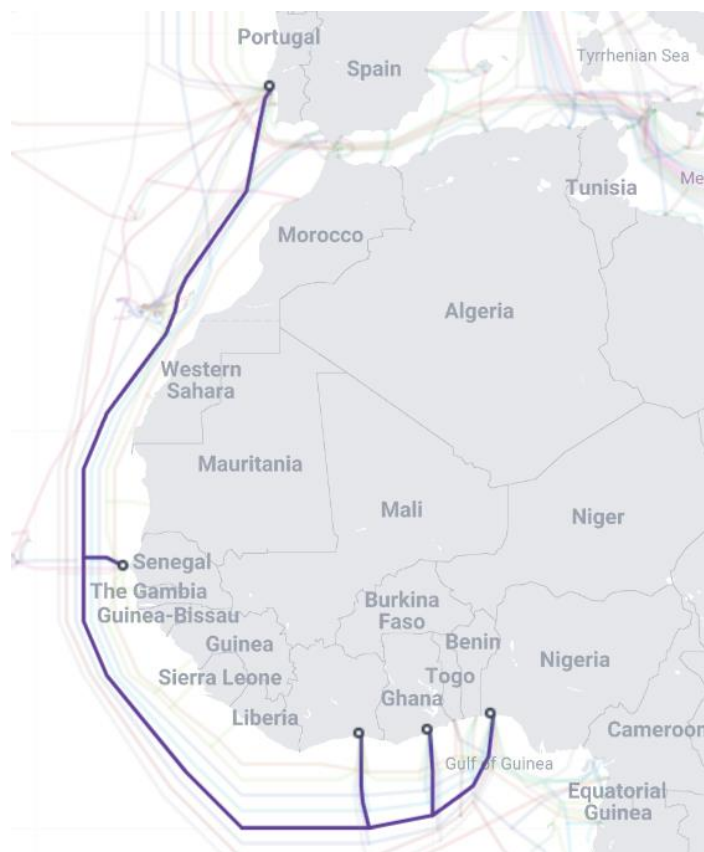 Portugal
Spain
Tyrrhenian Sea
Tunisia
Me
Morocco
Algeria
Western
Sahara
Mauritania
Mali
Niger
Senegal
The Gambia
Guinea-Bissau
Burkina
Faso
Guinea
Benin
Nigeria
Sierra Leone
Togo
Ghana
Liberia
Cameroon
Gulf of Guinea
Equatorial
Guinea